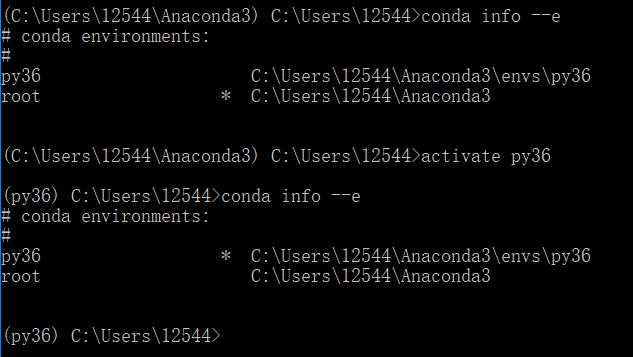 (C:\Users\12544\Anaconda3) C:\Users\12544>conda info --e
# conda environments:
#
py36                     C:\Users\12544\Anaconda3\envs\py36
root                  *  C:\Users\12544\Anaconda3
(C:\Users\12544\Anaconda3) C:\Users\12544>activate py36
(py36) C:\Users\12544>conda info --e
# conda environments:
#
py36                  *  C:\Users\12544\Anaconda3\envs\py36
root                     C:\Users\12544\Anaconda3
(py36) C:\Users\12544>